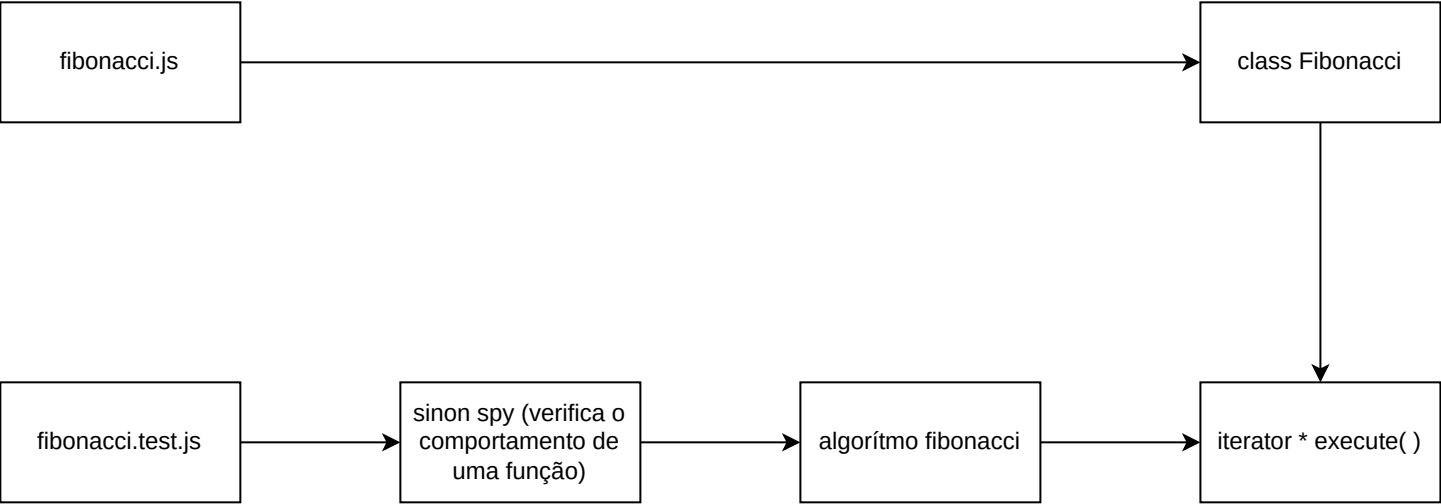 fibonacci.js
class Fibonacci
fibonacci.test.js
sinon spy (verifica o
comportamento de
uma função)
algorítmo fibonacci
iterator * execute( )